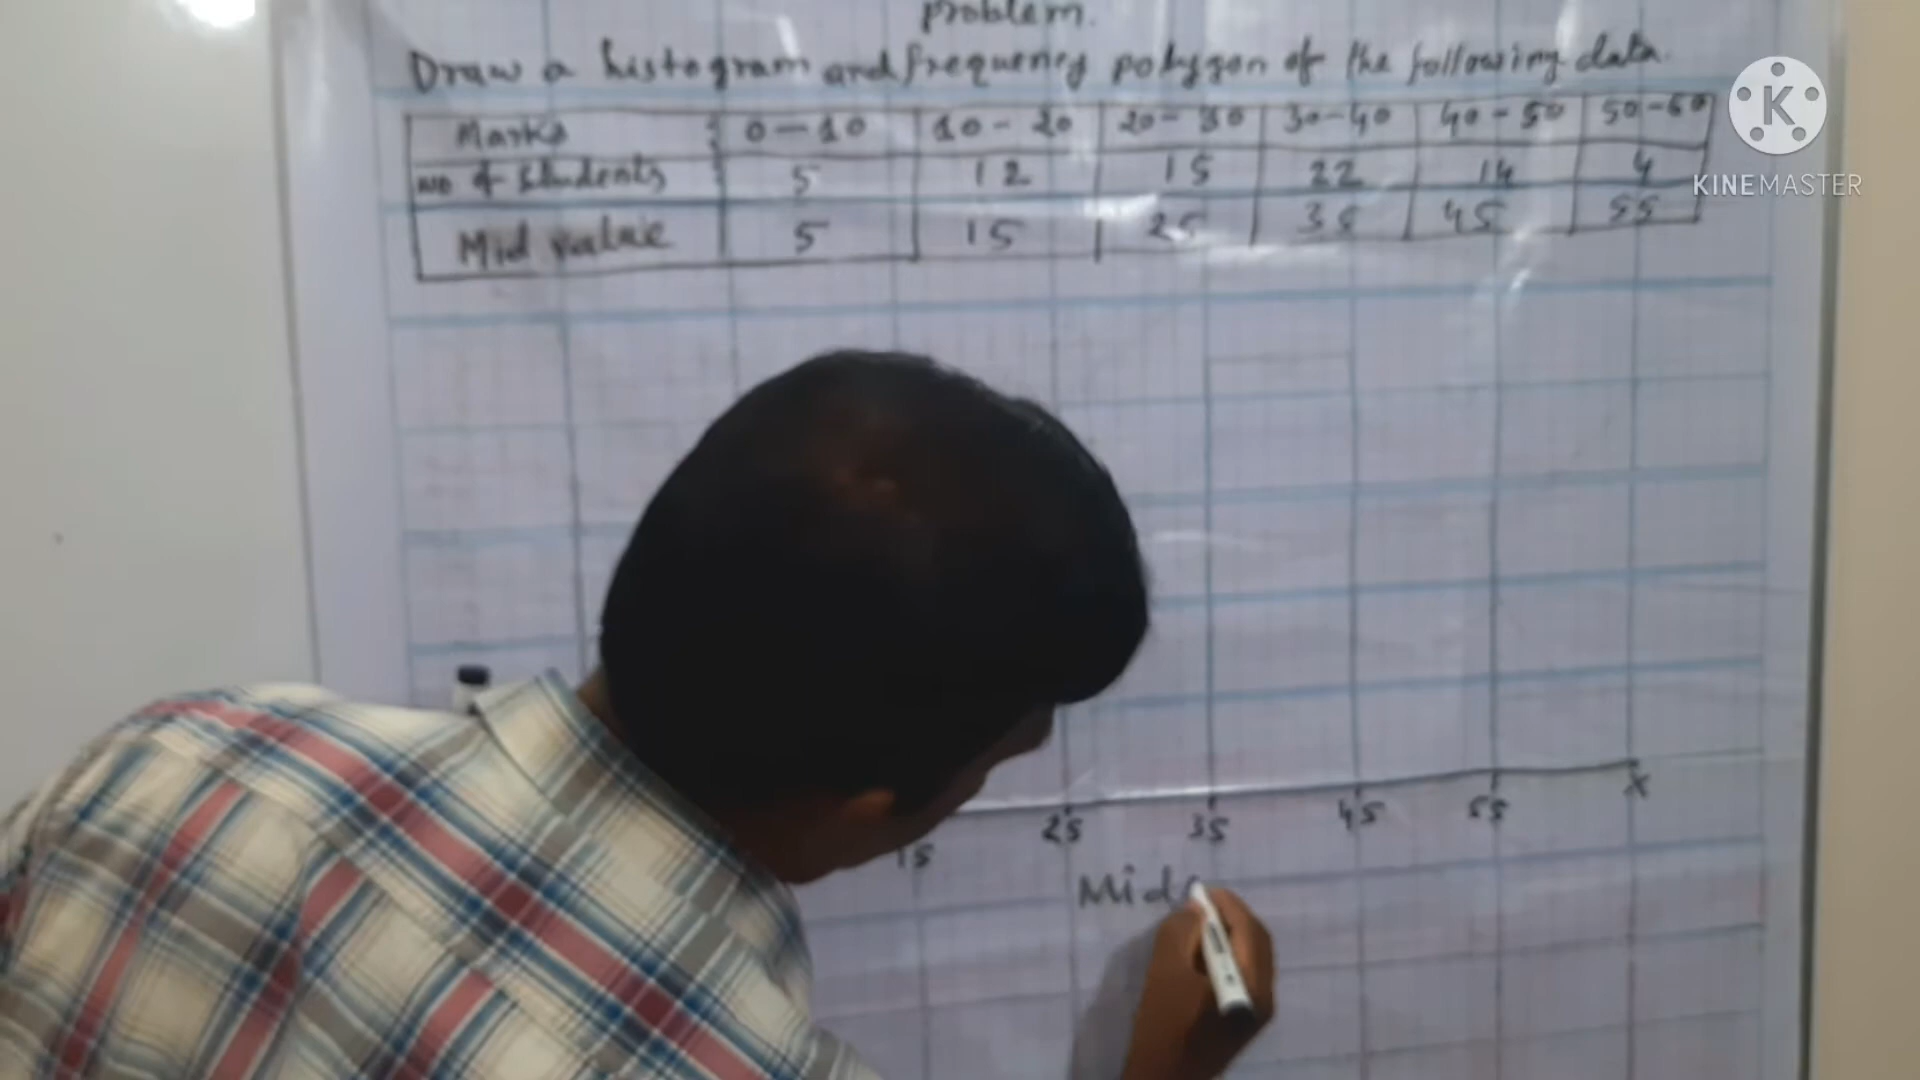 problem.
Draw a histogram and frequency polygon of the following data.
Marks : 0-10 10-20 20-30 30-40 40-50 50-60
no of students : 5 12 15 22 14 4
Mid value 5 15 25 35 45 55
K
KINEMASTER
15 25 35 45 55 X
Mid